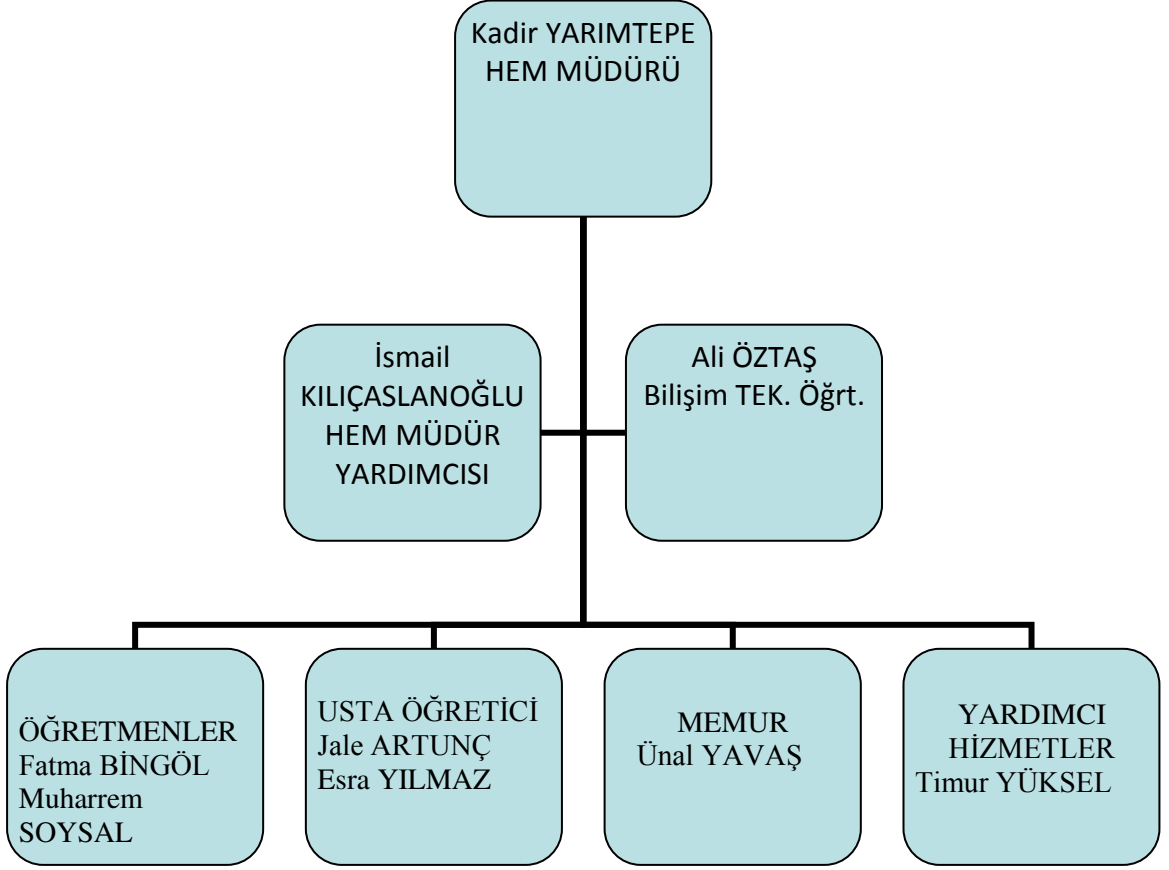 Kadir YARIMTEPE
HEM MÜDÜRÜ
İsmail
KILIÇASLANOĞLU
HEM MÜDÜR
YARDIMCISI
Ali ÖZTAŞ
Bilişim TEK. Öğrt.
ÖĞRETMENLER
Fatma BİNGÖL
Muharrem
SOYSAL
USTA ÖĞRETİCİ
Jale ARTUNÇ
Esra YILMAZ
MEMUR
Ünal YAVAŞ
YARDIMCI
HİZMETLER
Timur YÜKSEL